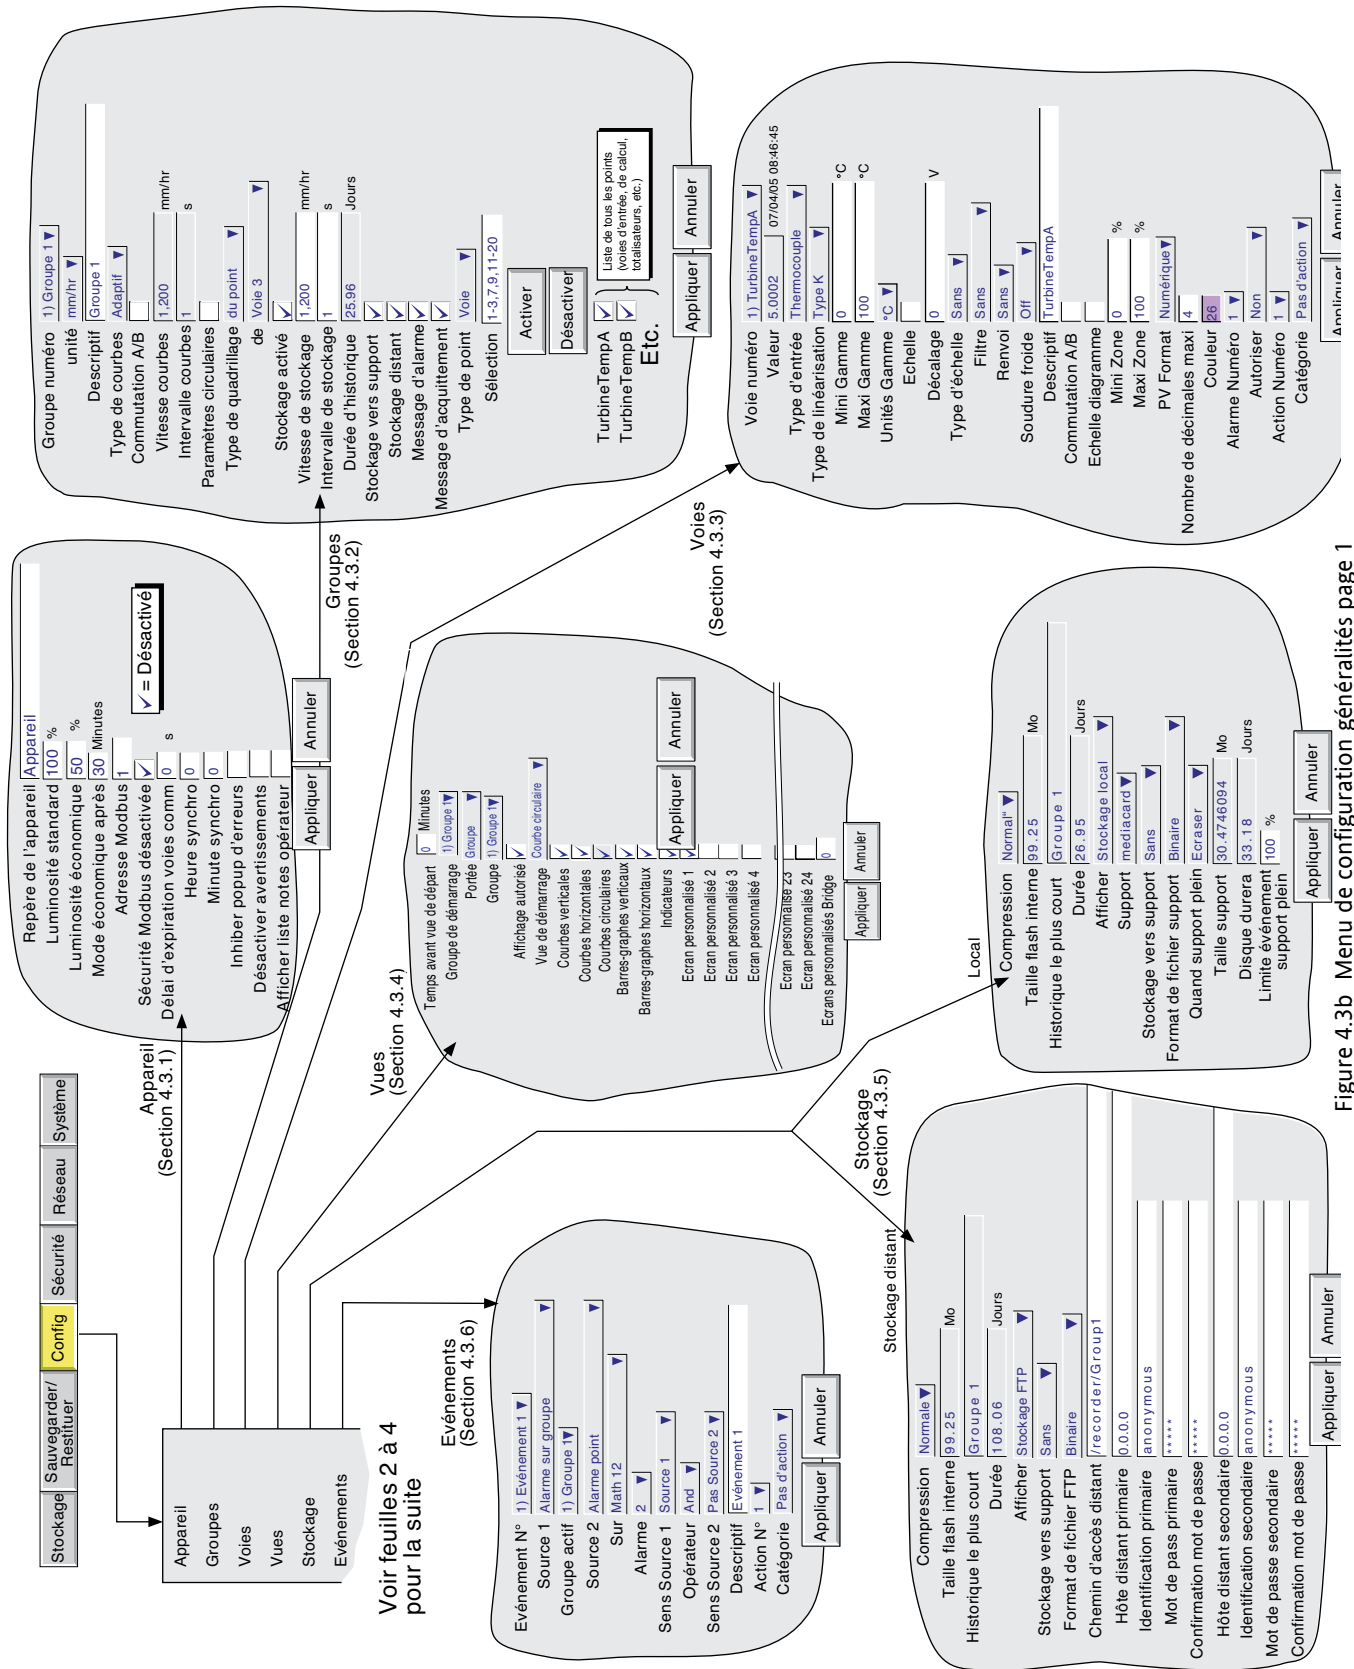 Stockage
Sauvegarder/
Restituer
Config
Sécurité
Réseau
Système
Appareil
Groupes
Voies
Vues
Stockage
Evénements
Voir feuilles 2 à 4
pour la suite
Appareil
(Section 4.3.1)
Repère de l'appareil Appareil
Luminosité standard 100 %
Luminosité économique 50 %
Mode économique après 30 Minutes
Adresse Modbus 1
Sécurité Modbus désactivée
Délai d'expiration voies comm 0 s
Heure synchro 0
Minute synchro 0
Inhiber popup d'erreurs
Désactiver avertissements
Afficher liste notes opérateur
= Désactivé
Appliquer Annuler
Groupes
(Section 4.3.2)
Groupe numéro 1) Groupe 1
unité mm/hr
Descriptif Groupe 1
Type de courbes Adaptif
Commutation A/B
Vitesse courbes 1,200 mm/hr
Intervalle courbes 1 s
Paramètres circulaires
Type de quadrillage du point
de Voie 3
Stockage activé
Vitesse de stockage 1,200 mm/hr
Intervalle de stockage 1 s
Durée d'historique 25.96 Jours
Stockage vers support
Stockage distant
Message d'alarme
Message d'acquittement
Type de point Voie
Sélection 1-3,7,9,11-20
Activer
Désactiver
TurbineTempA
TurbineTempB
Etc.
Liste de tous les points
(voies d'entrée, de calcul,
totalisateurs, etc.)
Appliquer Annuler
Voies
(Section 4.3.3)
Voie numéro 1) TurbineTempA
Valeur 5.0002 07/04/05 08:46:45
Type d'entrée Thermocouple
Type de linéarisation Type K
Mini Gamme 0 °C
Maxi Gamme 100 °C
Unités Gamme °C
Echelle
Décalage 0 V
Type d'échelle Sans
Filtre Sans
Renvoi Sans
Soudure froide Off
Descriptif TurbineTempA
Commutation A/B
Echelle diagramme
Mini Zone 0 %
Maxi Zone 100 %
PV Format Numérique
Nombre de décimales maxi 4
Couleur 26
Alarme Numéro 1
Autoriser Non
Action Numéro 1
Catégorie Pas d'action
Appliquer Annuler
Vues
(Section 4.3.4)
Temps avant vue de départ 0 Minutes
Groupe de démarrage 1) Groupe 1
Portée Groupe
Groupe 1) Groupe 1
Affichage autorisé
Vue de démarrage Courbe circulaire
Courbes verticales
Courbes horizontales
Courbes circulaires
Barres-graphes verticaux
Barres-graphes horizontaux
Indicateurs
Ecran personnalisé 1
Ecran personnalisé 2
Ecran personnalisé 3
Ecran personnalisé 4
Appliquer Annuler
Ecran personnalisé 23
Ecran personnalisé 24
Ecrans personnalisés Bridge 0
Appliquer Annuler
Stockage
(Section 4.3.5)
Local
Compression Normal"
Taille flash interne 99.25 Mo
Historique le plus court Groupe 1
Durée 26.95 Jours
Afficher Stockage local
Support mediacard
Stockage vers support Sans
Format de fichier support Binaire
Quand support plein Ecraser
Taille support 30.4746094 Mo
Disque durera 33.18 Jours
Limite événement
support plein 100 %
Appliquer Annuler
Stockage distant
Compression Normale
Taille flash interne 99.25 Mo
Historique le plus court Groupe 1
Durée 108.06 Jours
Afficher Stockage FTP
Stockage vers support Sans
Format de fichier FTP Binaire
Chemin d'accès distant /recorder/Group1
Hôte distant primaire 0.0.0.0
Identification primaire anonymous
Mot de pass primaire *****
Confirmation mot de passe *****
Hôte distant secondaire 0.0.0.0
Identification secondaire anonymous
Mot de passe secondaire *****
Confirmation mot de passe *****
Appliquer Annuler
Evénements
(Section 4.3.6)
Evénement N° 1) Evénement 1
Source 1 Alarme sur groupe
Groupe actif 1) Groupe 1
Source 2 Alarme point
Sur Math 12
Alarme 2
Sens Source 1 Source 1
Opérateur And
Sens Source 2 Pas Source 2
Descriptif Evénement 1
Action N° 1
Catégorie Pas d'action
Appliquer Annuler
Figure 4.3b Menu de configuration généralités page 1